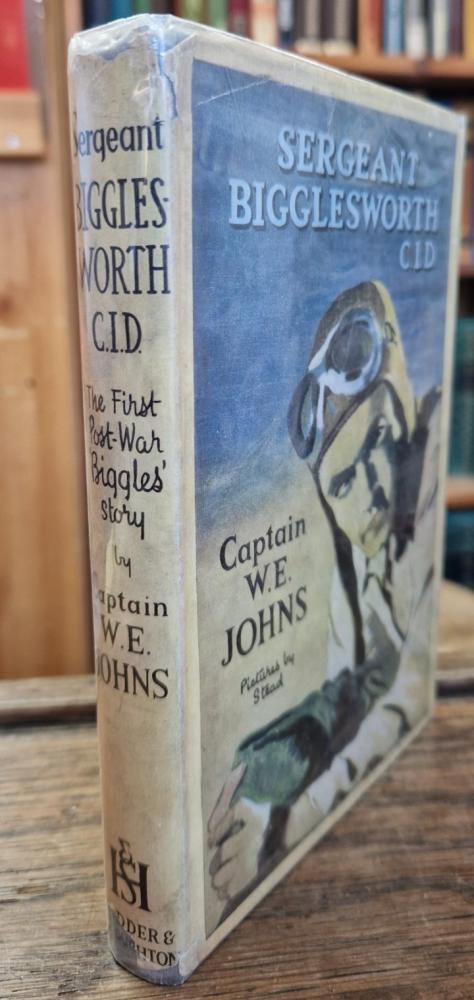 Sergeant
BIGGLES-
WORTH
C.I.D.
The First
Post-War
'Biggles'
Story
by
Captain
W.E.
JOHNS
H&S
HODDER &
STOUGHTON
SERGEANT
BIGGLESWORTH
CID
Captain
W.E.
JOHNS
Pictures by
Stead